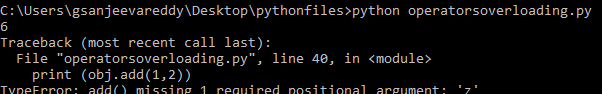 C:\Users\gsanjeevareddy\Desktop\pythonfiles>python operatorsoverloading.py
6
Traceback (most recent call last):
  File "operatorsoverloading.py", line 40, in <module>
    print (obj.add(1,2))
TypeError: add() missing 1 required positional argument: 'z'